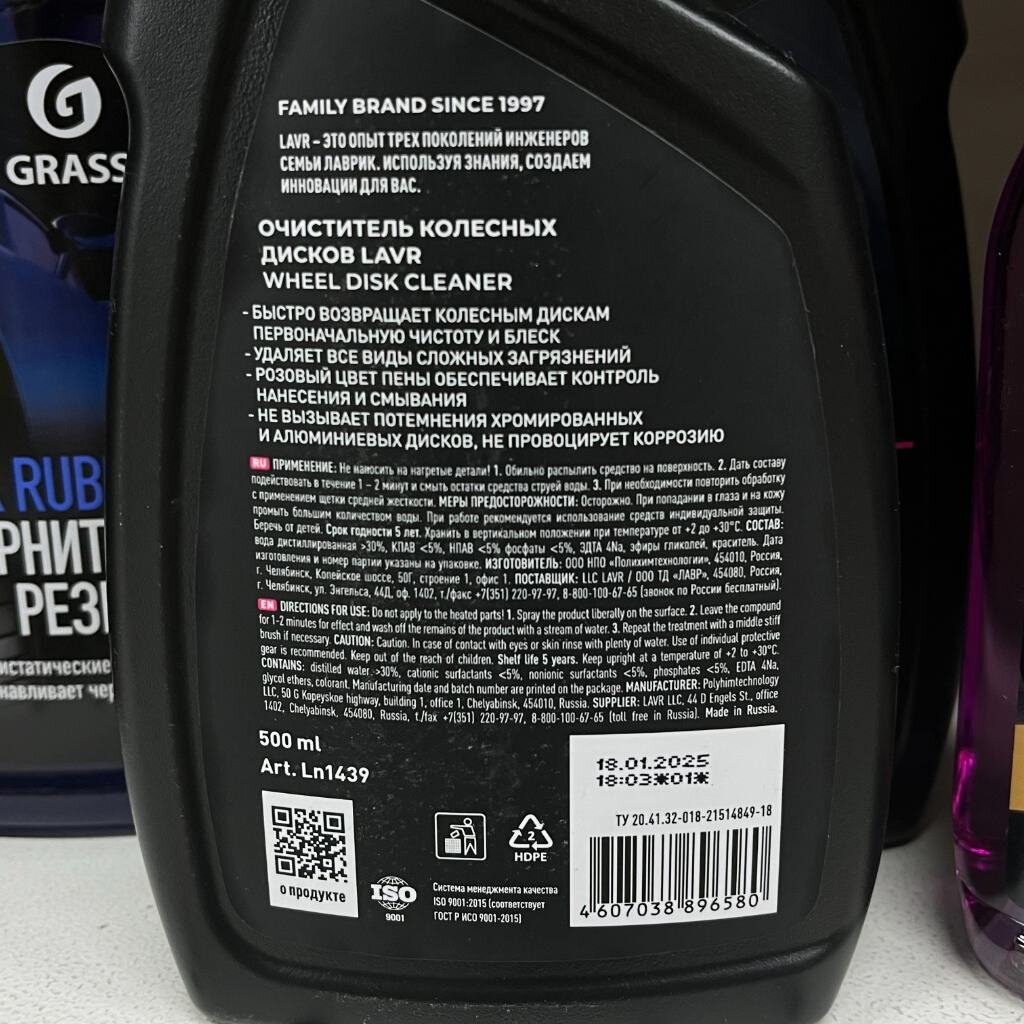 GRASS
RUB
РНИТ
РЕЗИ
истатические
навливает чер
FAMILY BRAND SINCE 1997
LAVR – ЭТО ОПЫТ ТРЕХ ПОКОЛЕНИЙ ИНЖЕНЕРОВ
СЕМЬИ ЛАВРИК. ИСПОЛЬЗУЯ ЗНАНИЯ, СОЗДАЕМ
ИННОВАЦИИ ДЛЯ ВАС.
ОЧИСТИТЕЛЬ КОЛЕСНЫХ
ДИСКОВ LAVR
WHEEL DISK CLEANER
- БЫСТРО ВОЗВРАЩАЕТ КОЛЕСНЫМ ДИСКАМ
ПЕРВОНАЧАЛЬНУЮ ЧИСТОТУ И БЛЕСК
- УДАЛЯЕТ ВСЕ ВИДЫ СЛОЖНЫХ ЗАГРЯЗНЕНИЙ
- РОЗОВЫЙ ЦВЕТ ПЕНЫ ОБЕСПЕЧИВАЕТ КОНТРОЛЬ
НАНЕСЕНИЯ И СМЫВАНИЯ
- НЕ ВЫЗЫВАЕТ ПОТЕМНЕНИЯ ХРОМИРОВАННЫХ
И АЛЮМИНИЕВЫХ ДИСКОВ, НЕ ПРОВОЦИРУЕТ КОРРОЗИЮ
RU ПРИМЕНЕНИЕ: Не наносить на нагретые детали! 1. Обильно распылить средство на поверхность. 2. Дать составу
подействовать в течение 1 – 2 минут и смыть остатки средства струей воды. 3. При необходимости повторить обработку
с применением щетки средней жесткости. МЕРЫ ПРЕДОСТОРОЖНОСТИ: Осторожно. При попадании в глаза и на кожу
промыть большим количеством воды. При работе рекомендуется использование средств индивидуальной защиты.
Беречь от детей. Срок годности 5 лет. Хранить в вертикальном положении при температуре от +2 до +30°С. СОСТАВ:
вода дистиллированная >30%, КПАВ <5%, НПАВ <5% фосфаты <5%, ЭДТА 4Na, эфиры гликолей, краситель. Дата
изготовления и номер партии указаны на упаковке. ИЗГОТОВИТЕЛЬ: ООО НПО «Полихимтехнологии», 454010, Россия,
г. Челябинск, Копейское шоссе, 50Г, строение 1, офис 1. ПОСТАВЩИК: LLC LAVR / ООО ТД «ЛАВР», 454080, Россия,
г. Челябинск, ул. Энгельса, 44Д, оф. 1402, т./факс +7(351) 220-97-97, 8-800-100-67-65 (звонок по России бесплатный).
EN DIRECTIONS FOR USE: Do not apply to the heated parts! 1. Spray the product liberally on the surface. 2. Leave the compound
for 1-2 minutes for effect and wash off the remains of the product with a stream of water. 3. Repeat the treatment with a middle stiff
brush if necessary. CAUTION: Caution. In case of contact with eyes or skin rinse with plenty of water. Use of individual protective
gear is recommended. Keep out of the reach of children. Shelf life 5 years. Keep upright at a temperature of +2 to +30°C.
CONTAINS: distilled water >30%, cationic surfactants <5%, nonionic surfactants <5%, phosphates <5%, EDTA 4Na,
glycol ethers, colorant. Manufacturing date and batch number are printed on the package. MANUFACTURER: Polyhimtechnology
LLC, 50 G Kopeyskoe highway, building 1, office 1, Chelyabinsk, 454010, Russia. SUPPLIER: LAVR LLC, 44 D Engels St., office
1402, Chelyabinsk, 454080, Russia, t./fax +7(351) 220-97-97, 8-800-100-67-65 (toll free in Russia). Made in Russia.
500 ml
Art. Ln1439
18.01.2025
18:03*01*
ТУ 20.41.32-018-21514849-18
4 607038 896580
о продукте
2
HDPE
ISO
9001
Система менеджмента качества
ISO 9001:2015 (соответствует
ГОСТ Р ИСО 9001-2015)